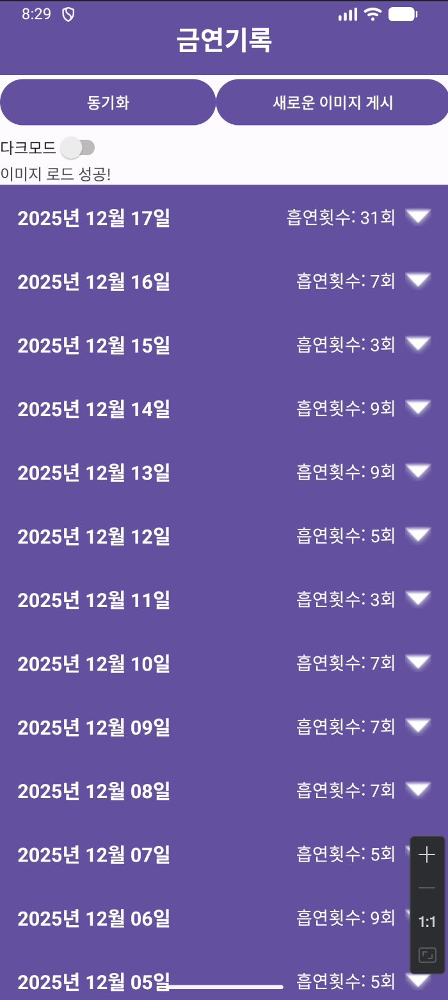 8:29
금연기록
동기화 새로운 이미지 게시
다크모드
이미지 로드 성공!
2025년 12월 17일 흡연횟수: 31회
2025년 12월 16일 흡연횟수: 7회
2025년 12월 15일 흡연횟수: 3회
2025년 12월 14일 흡연횟수: 9회
2025년 12월 13일 흡연횟수: 9회
2025년 12월 12일 흡연횟수: 5회
2025년 12월 11일 흡연횟수: 3회
2025년 12월 10일 흡연횟수: 7회
2025년 12월 09일 흡연횟수: 7회
2025년 12월 08일 흡연횟수: 7회
2025년 12월 07일 흡연횟수: 5회
2025년 12월 06일 흡연횟수: 9회
1:1
2025년 12월 05일 흡연횟수: 5회